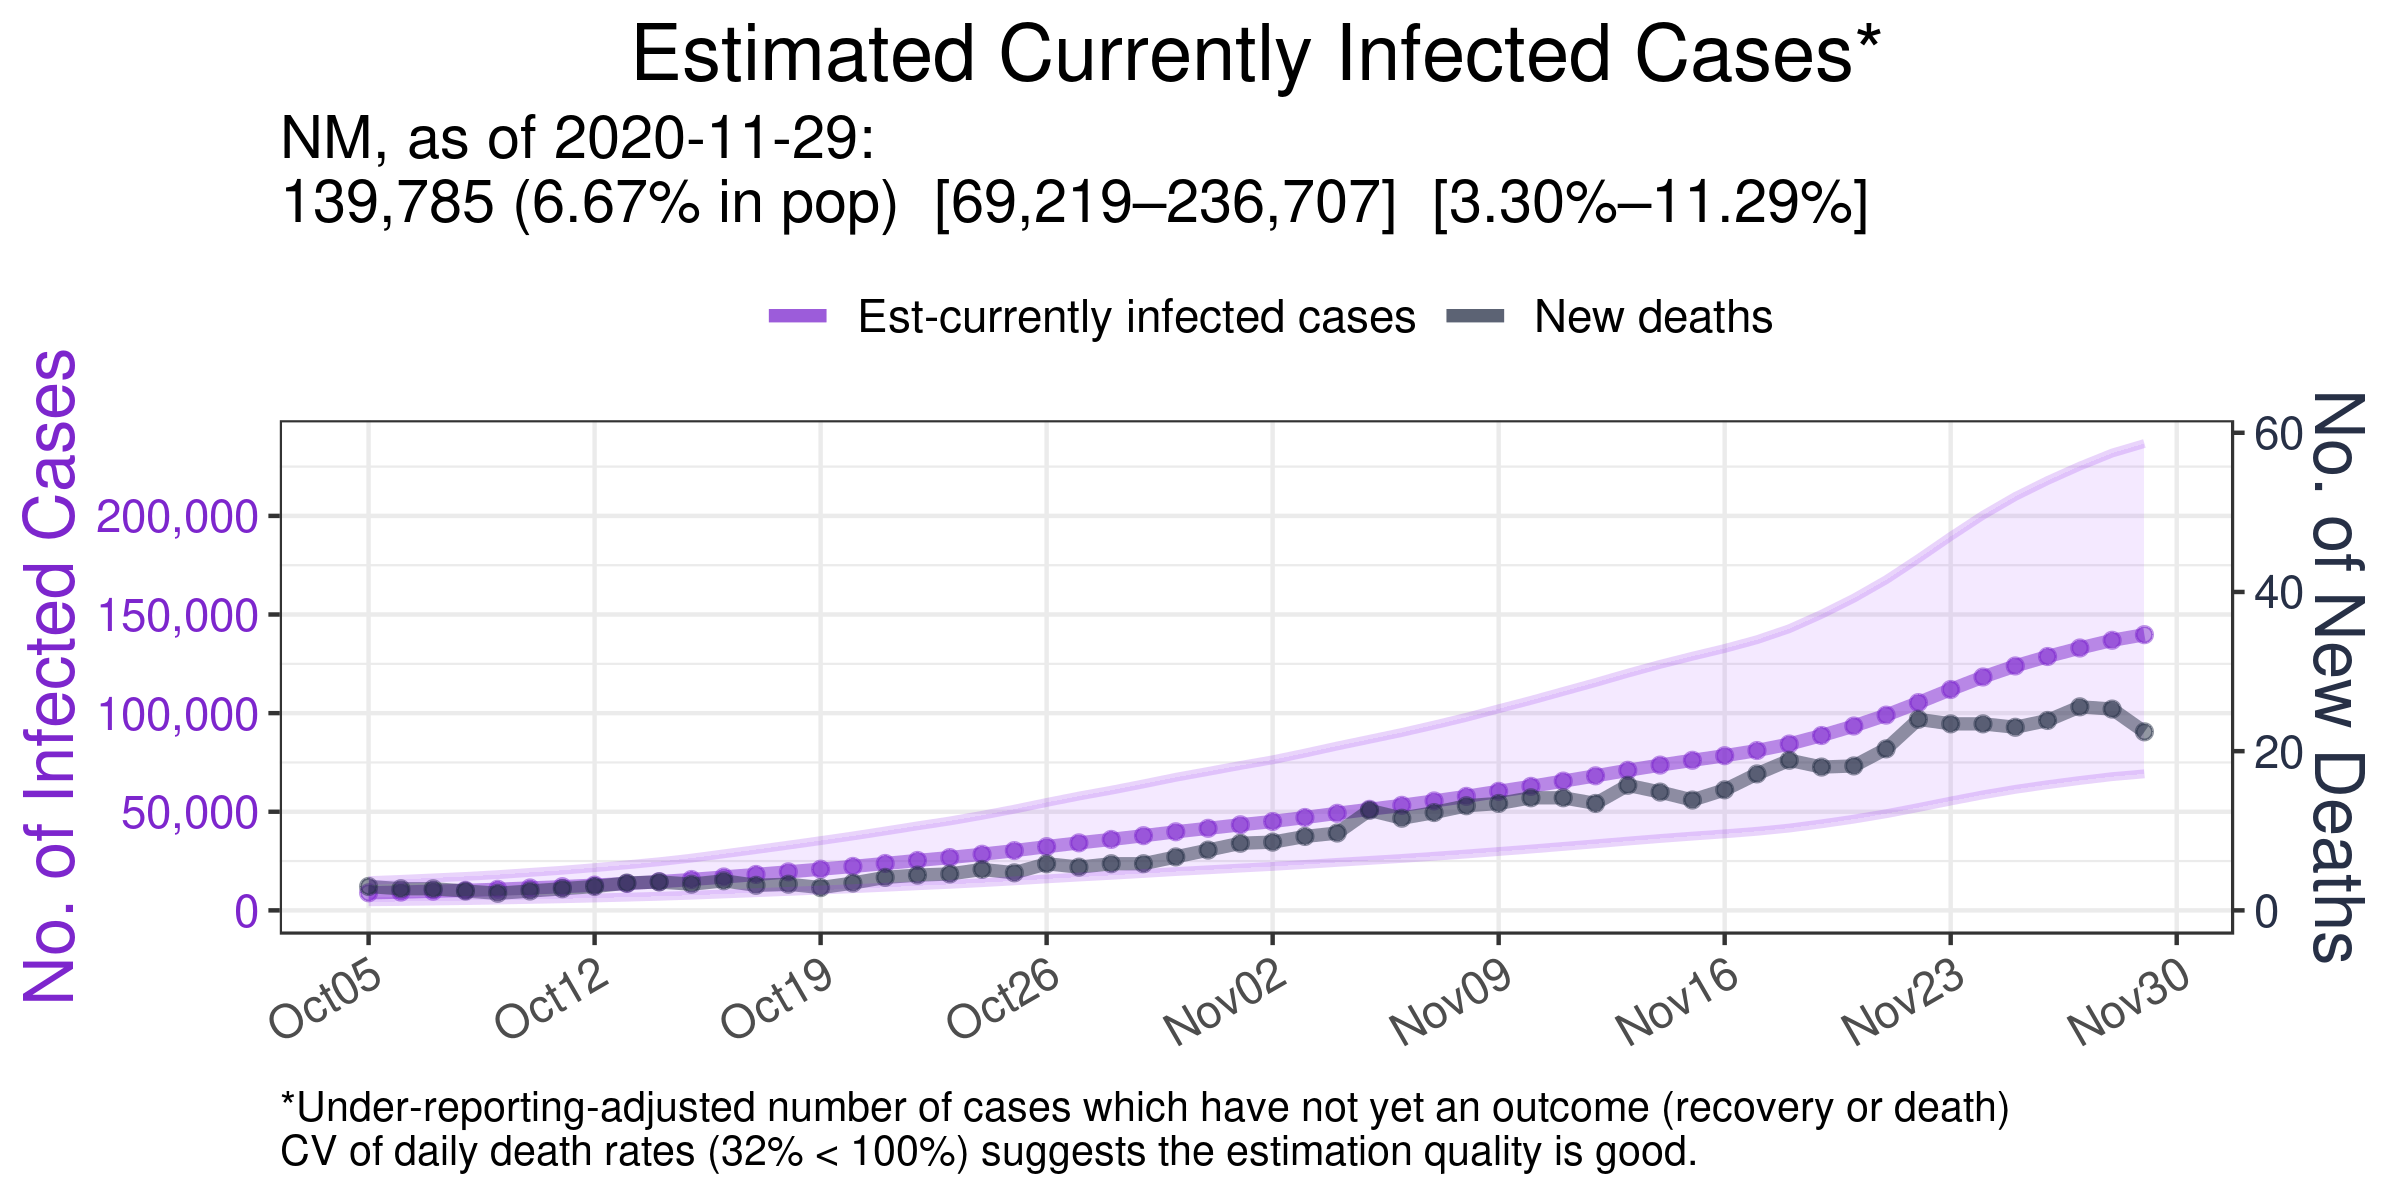 Estimated Currently Infected Cases*
NM, as of 2020-11-29:
139,785 (6.67% in pop)  [69,219–236,707]  [3.30%–11.29%]
Est-currently infected cases
New deaths
No. of Infected Cases
200,000
150,000
100,000
50,000
0
60
40
20
0
No. of New Deaths
Oct05
Oct12
Oct19
Oct26
Nov02
Nov09
Nov16
Nov23
Nov30
*Under-reporting-adjusted number of cases which have not yet an outcome (recovery or death)
CV of daily death rates (32% < 100%) suggests the estimation quality is good.